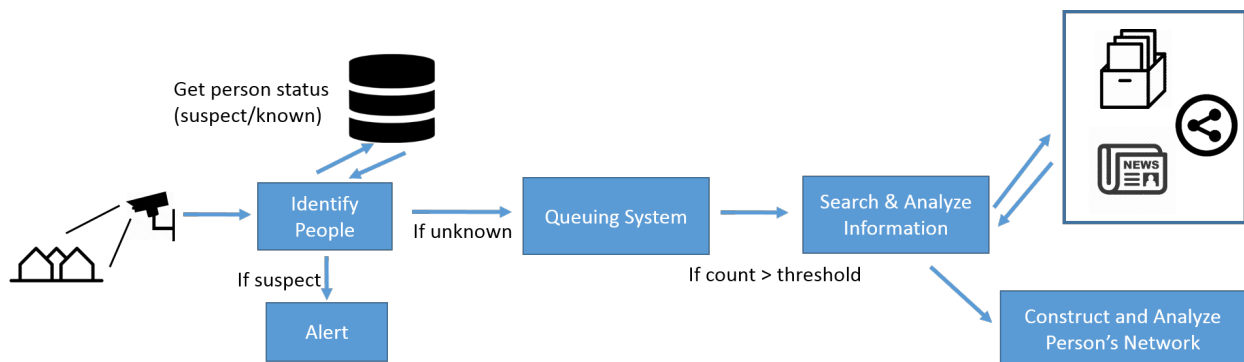 Get person status
(suspect/known)
NEWS
Identify
People
If unknown
Queuing System
Search & Analyze
Information
If suspect
If count > threshold
Alert
Construct and Analyze
Person's Network